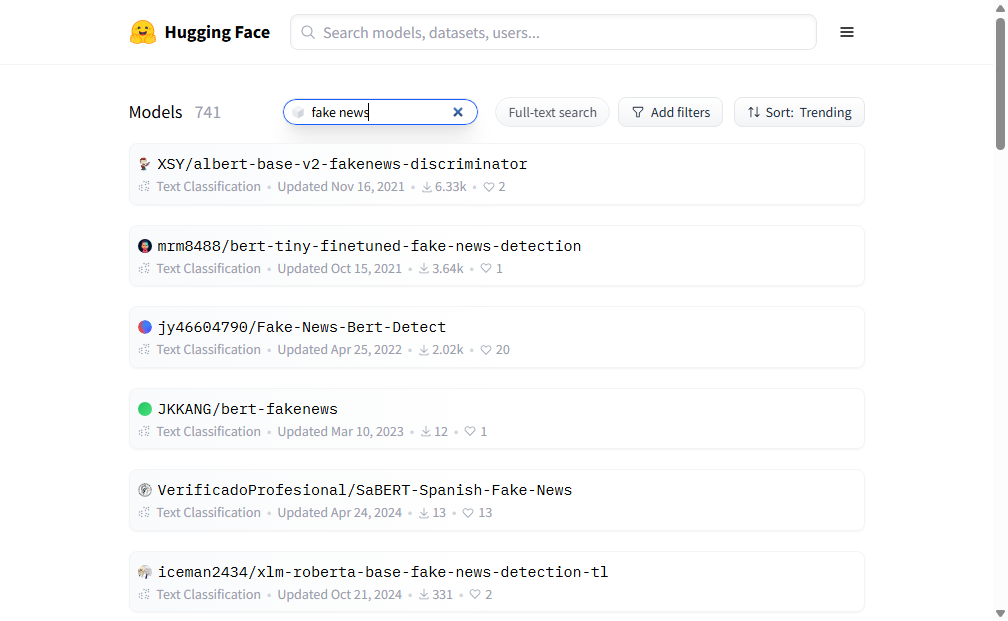 Hugging Face
Search models, datasets, users...
Models 741
fake news
Full-text search
Add filters
Sort: Trending
XSY/albert-base-v2-fakenews-discriminator
Text Classification • Updated Nov 16, 2021 • 6.33k • 2
mrm8488/bert-tiny-finetuned-fake-news-detection
Text Classification • Updated Oct 15, 2021 • 3.64k • 1
jy46604790/Fake-News-Bert-Detect
Text Classification • Updated Apr 25, 2022 • 2.02k • 20
JKKANG/bert-fakenews
Text Classification • Updated Mar 10, 2023 • 12 • 1
VerificadoProfesional/SaBERT-Spanish-Fake-News
Text Classification • Updated Apr 24, 2024 • 13 • 13
iceman2434/xlm-roberta-base-fake-news-detection-tl
Text Classification • Updated Oct 21, 2024 • 331 • 2